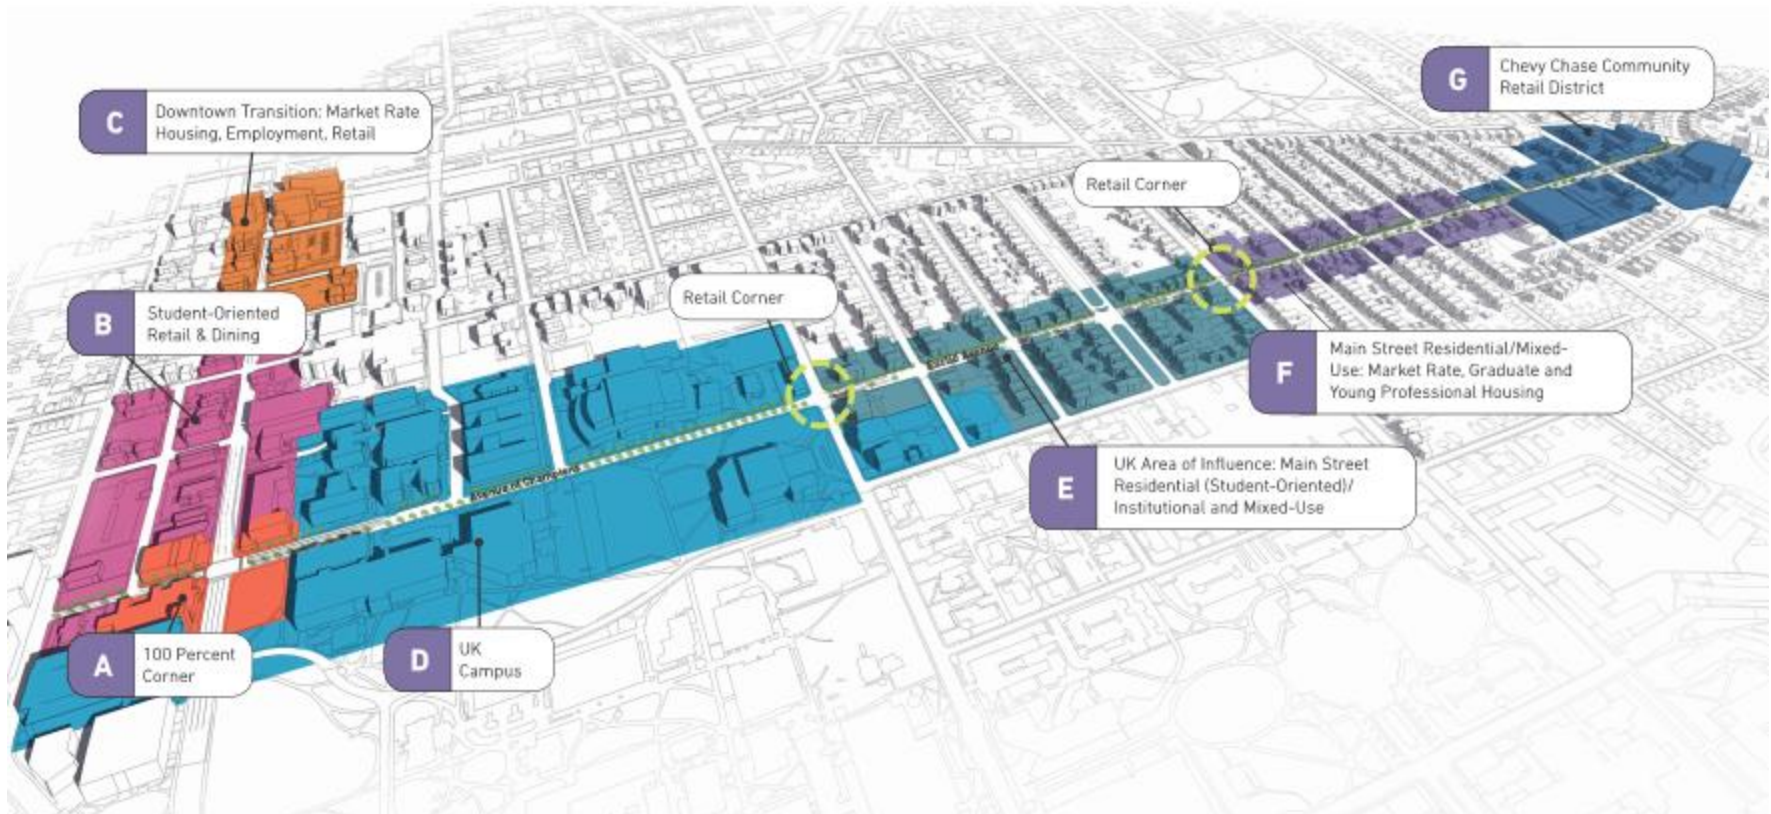 C
Downtown Transition: Market Rate
Housing, Employment, Retail
G
Chevy Chase Community
Retail District
Retail Corner
B
Student-Oriented
Retail & Dining
Retail Corner
F
Main Street Residential/Mixed-
Use: Market Rate, Graduate and
Young Professional Housing
E
UK Area of Influence: Main Street
Residential (Student-Oriented)/
Institutional and Mixed-Use
Avenue of Champions
A
100 Percent
Corner
D
UK
Campus